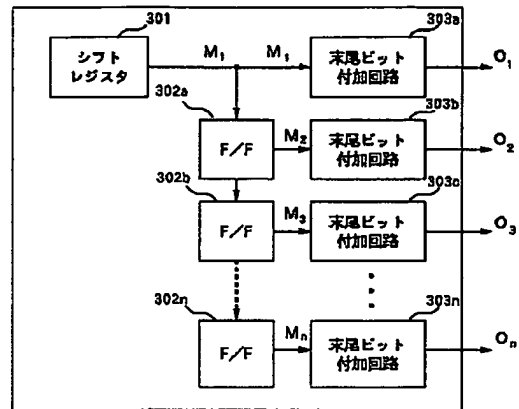 301
シフト
レジスタ
M1
M1
303a
末尾ビット
付加回路
O1
302a
F/F
M2
303b
末尾ビット
付加回路
O2
302b
F/F
M3
303c
末尾ビット
付加回路
O3
302n
F/F
Mn
303n
末尾ビット
付加回路
On